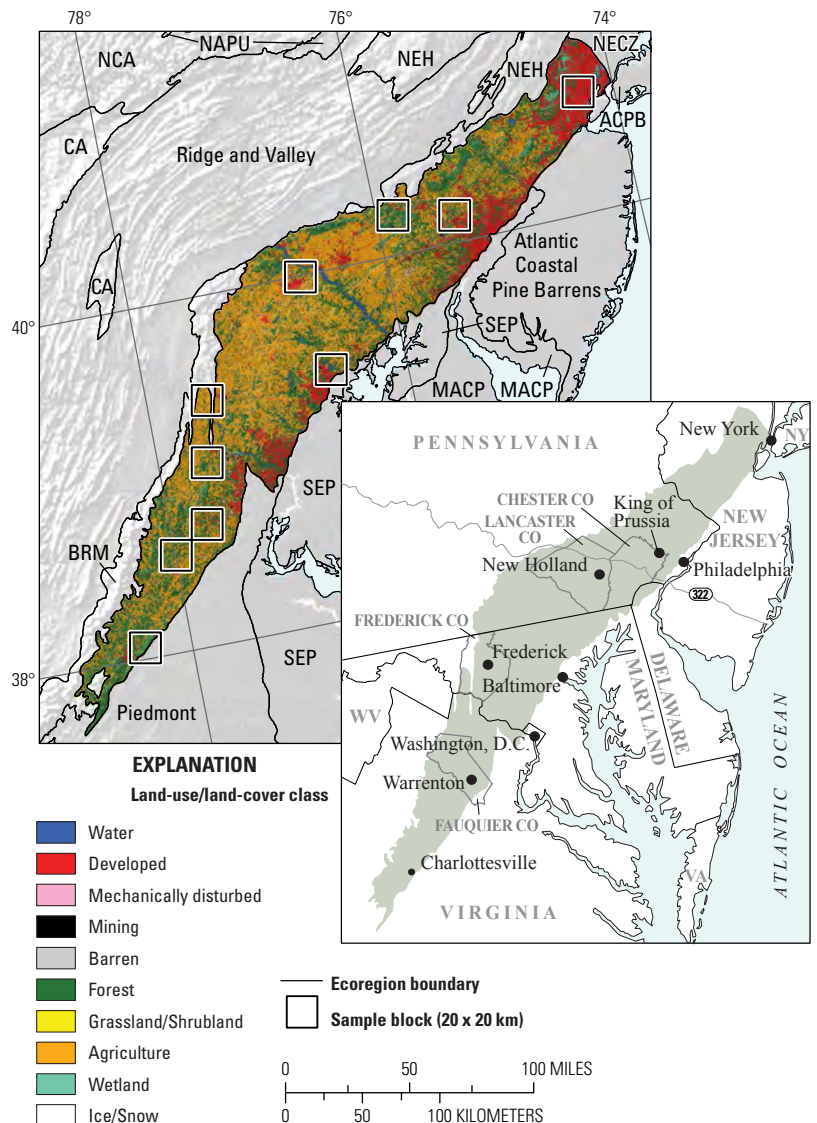 78°
76°
74°
NAPU
NCA
NEH
NECZ
NEH
ACPB
CA
Ridge and Valley
Atlantic
Coastal
Pine Barrens
CA
40°
SEP
MACP
MACP
SEP
BRM
SEP
38°
Piedmont
New York
NY
PENNSYLVANIA
CHESTER CO
King of
Prussia
LANCASTER
CO
NEW
JERSEY
New Holland
Philadelphia
322
FREDERICK CO
Frederick
Baltimore
DELAWARE
MARYLAND
WV
Washington, D.C.
Warrenton
FAUQUIER CO
Charlottesville
VA
VIRGINIA
ATLANTIC OCEAN
EXPLANATION
Land-use/land-cover class
Water
Developed
Mechanically disturbed
Mining
Barren
Forest
Grassland/Shrubland
Agriculture
Wetland
Ice/Snow
Ecoregion boundary
Sample block (20 x 20 km)
0 50 100 MILES
0 50 100 KILOMETERS